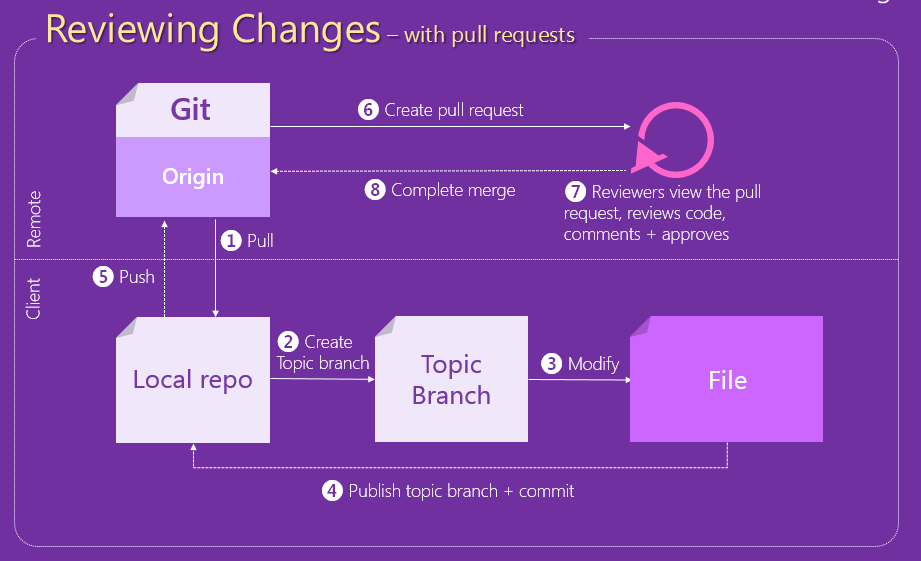 Reviewing Changes – with pull requests
Git
Origin
6 Create pull request
8 Complete merge
7 Reviewers view the pull
request, reviews code,
comments + approves
Remote
1 Pull
5 Push
Client
Local repo
2 Create
Topic branch
Topic
Branch
3 Modify
File
4 Publish topic branch + commit